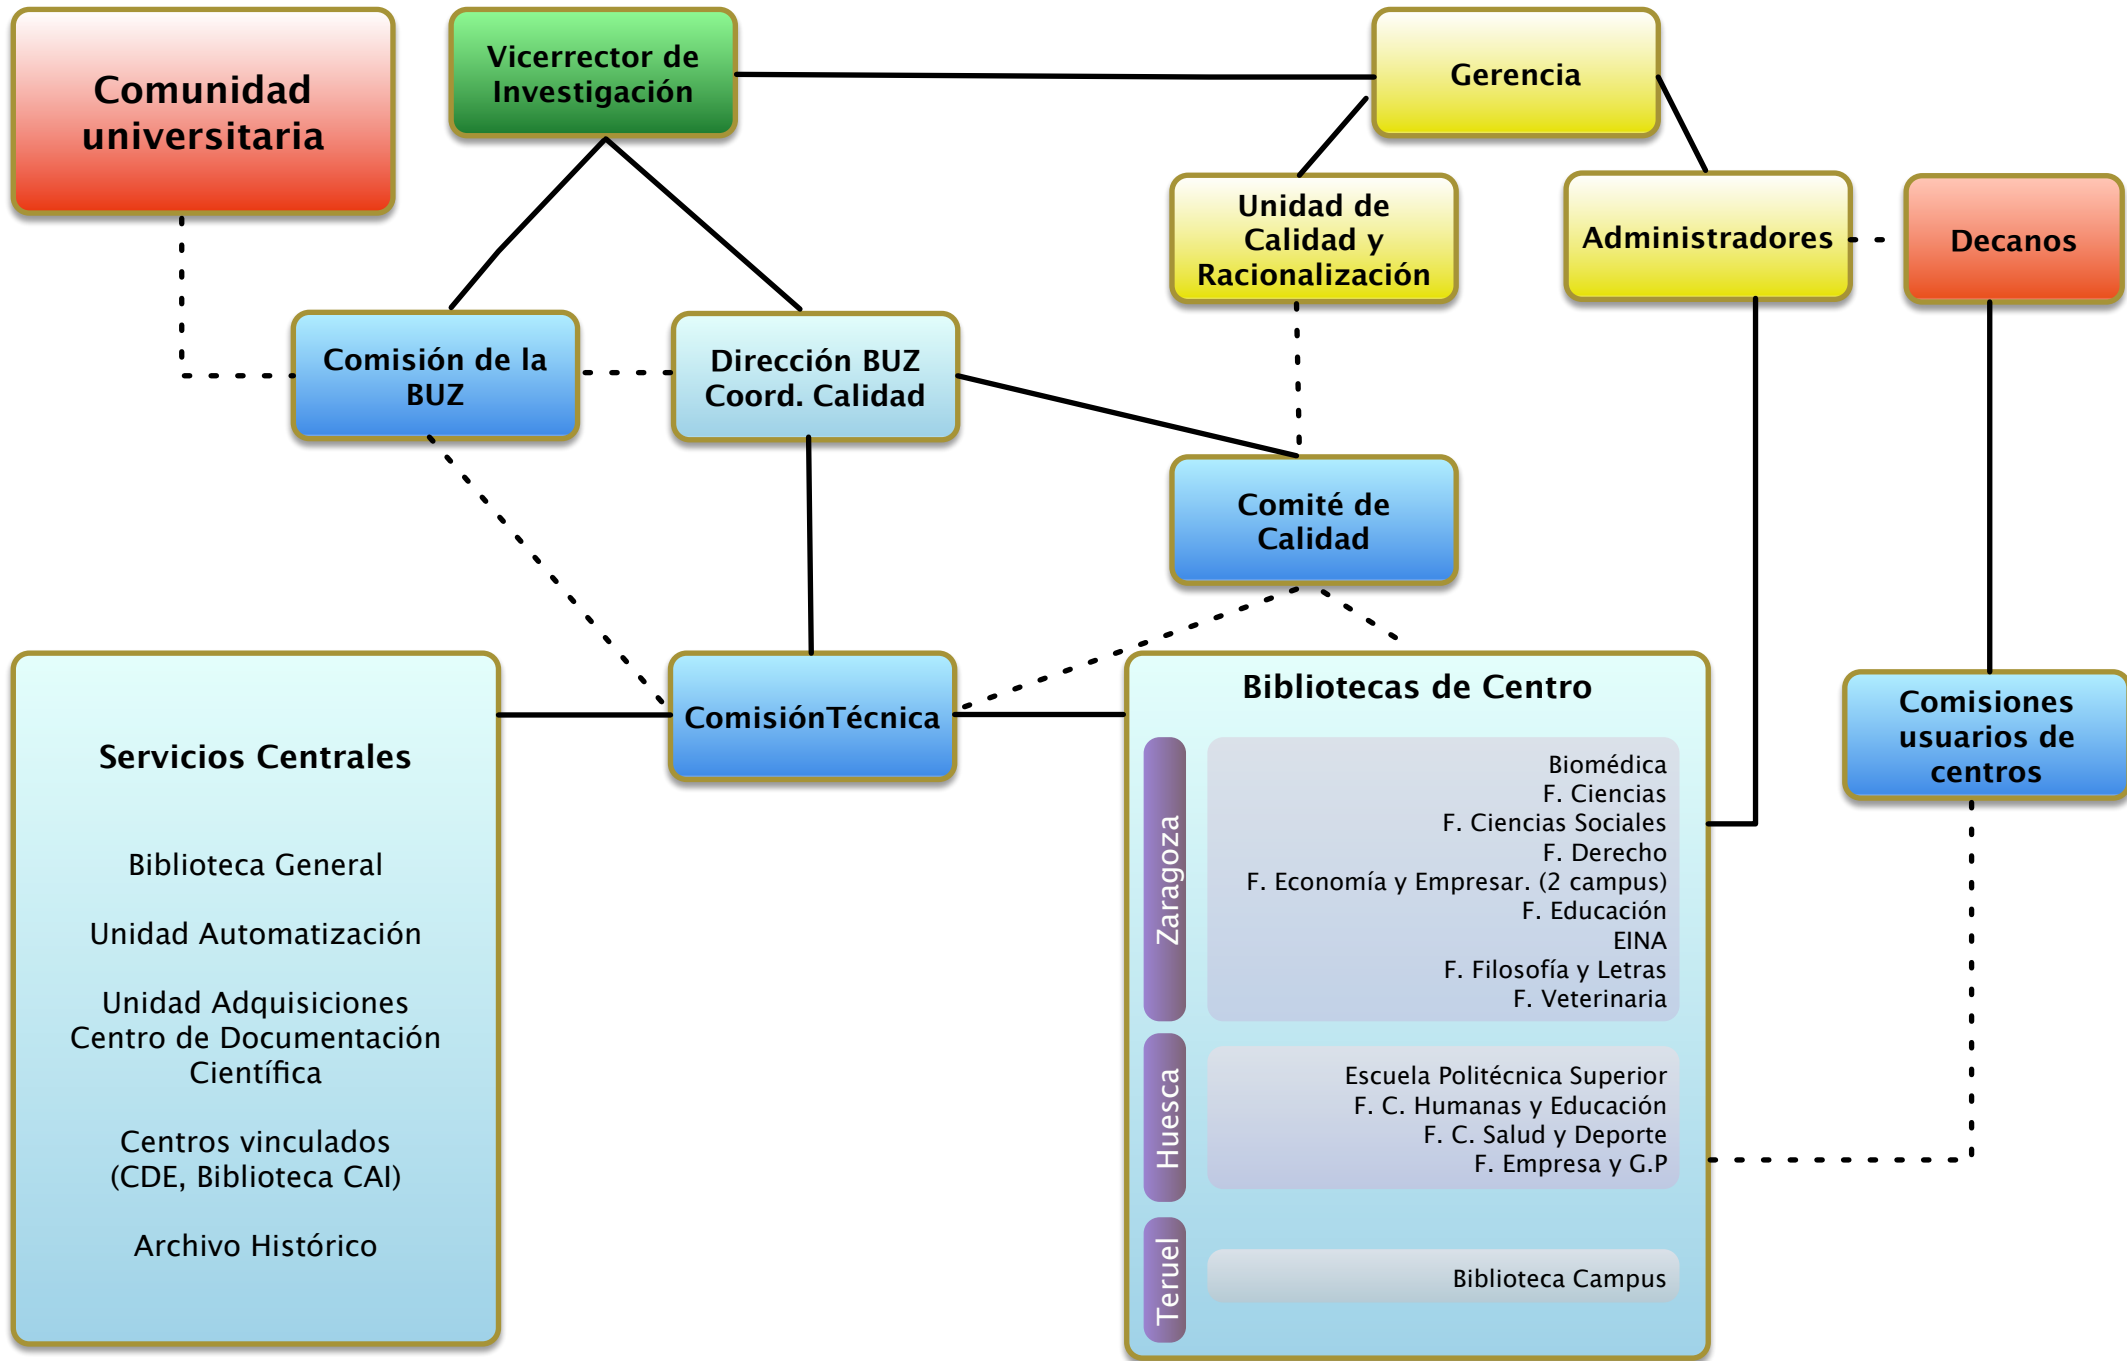 Comunidad
universitaria
Vicerrector de
Investigación
Gerencia
Unidad de
Calidad y
Racionalización
Administradores
Decanos
Comisión de la
BUZ
Dirección BUZ
Coord. Calidad
Comité de
Calidad
Servicios Centrales
Biblioteca General
Unidad Automatización
Unidad Adquisiciones
Centro de Documentación
Científica
Centros vinculados
(CDE, Biblioteca CAI)
Archivo Histórico
ComisiónTécnica
Bibliotecas de Centro
Zaragoza
Biomédica
F. Ciencias
F. Ciencias Sociales
F. Derecho
F. Economía y Empresar. (2 campus)
F. Educación
EINA
F. Filosofía y Letras
F. Veterinaria
Huesca
Escuela Politécnica Superior
F. C. Humanas y Educación
F. C. Salud y Deporte
F. Empresa y G.P
Teruel
Biblioteca Campus
Comisiones
usuarios de
centros